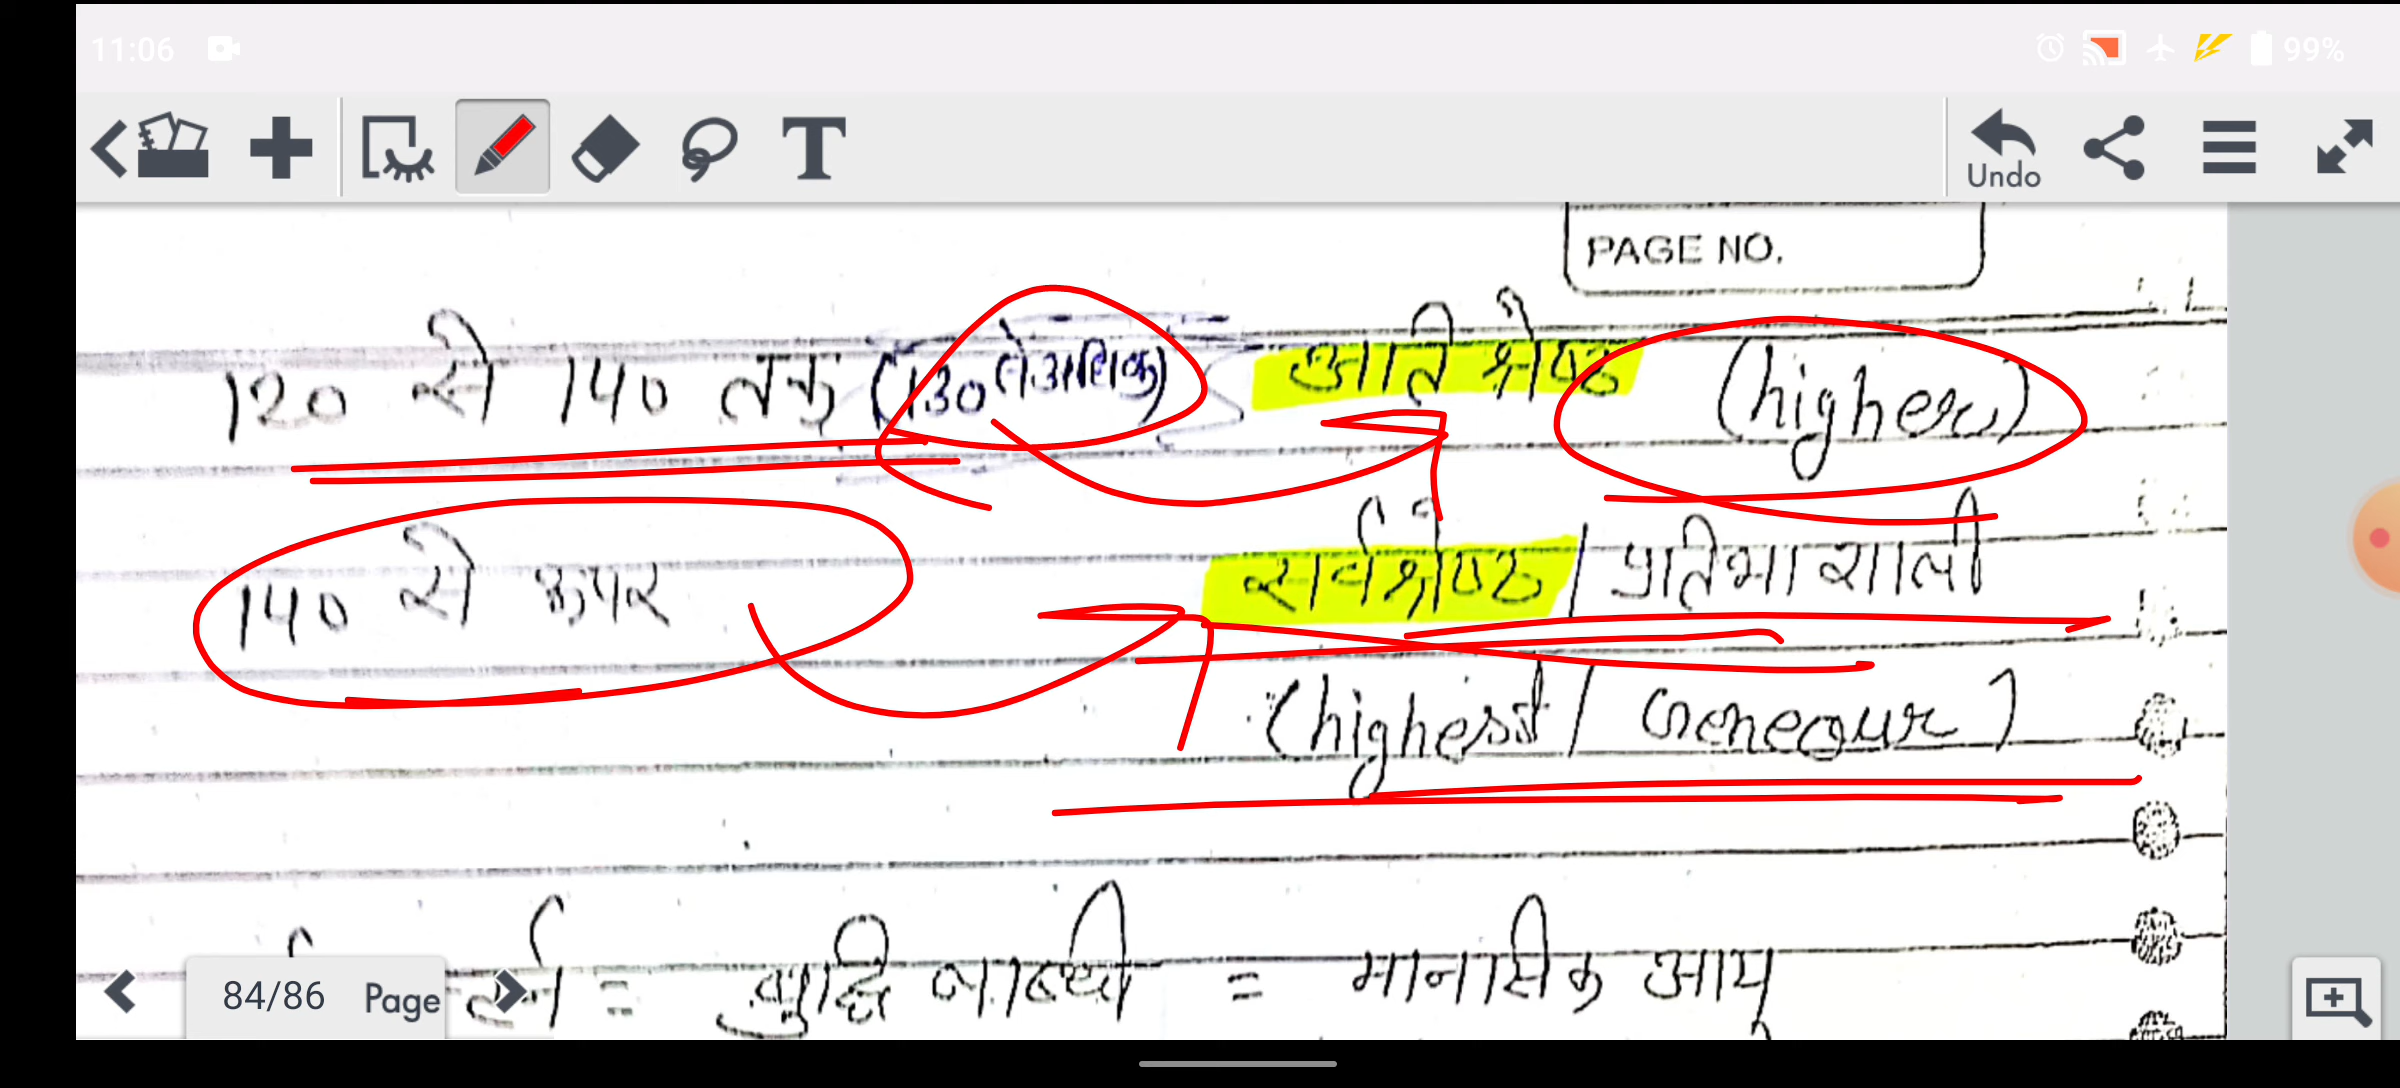 11:06 99%
Undo
PAGE NO.
120 से 140 तक (130 से अधिक) अति श्रेष्ठ (higher)
140 से ऊपर सर्वश्रेष्ठ / प्रतिभाशाली
(highest /
= बुद्धि लब्धी = मानसिक आयु
84/86 Page